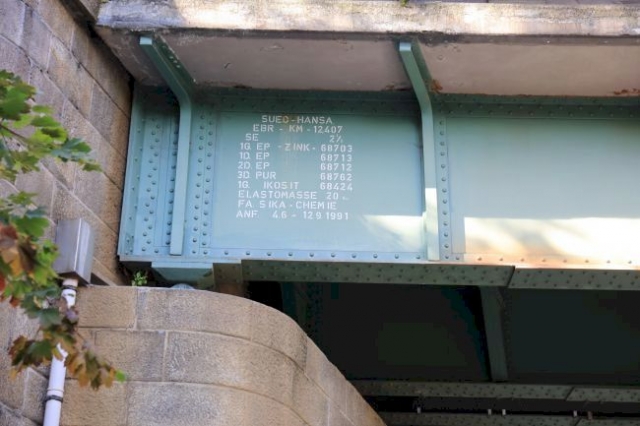 SUED-HANSA
EBR - KM - 12407
SE 2½
1G. EP - ZINK - 68703
1D. EP 68713
2D. EP 68712
3D. PUR 68762
1G. IKOSIT 68424
ELASTOMASSE 20
FA. SIKA-CHEMIE
ANF 4.6 - 12.9 1991